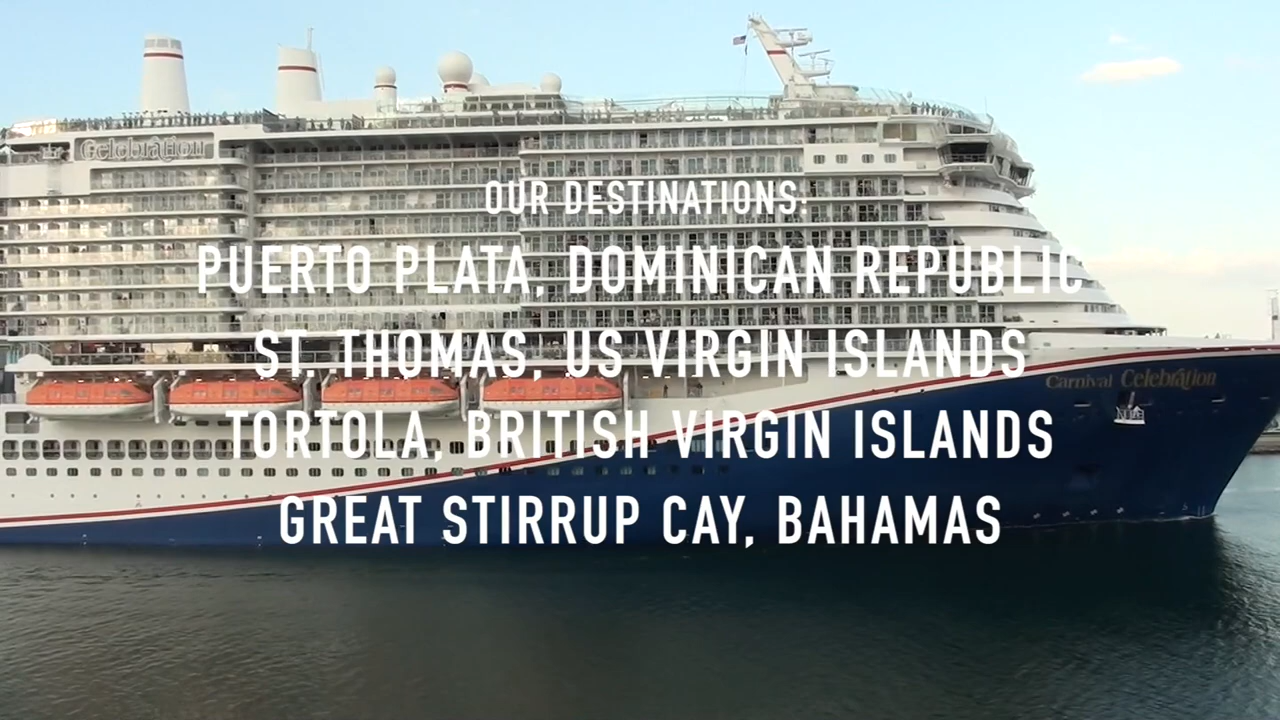 Celebration
OUR DESTINATIONS:
PUERTO PLATA, DOMINICAN REPUBLIC
ST. THOMAS, US VIRGIN ISLANDS
Carnival Celebration
TORTOLA, BRITISH VIRGIN ISLANDS
GREAT STIRRUP CAY, BAHAMAS